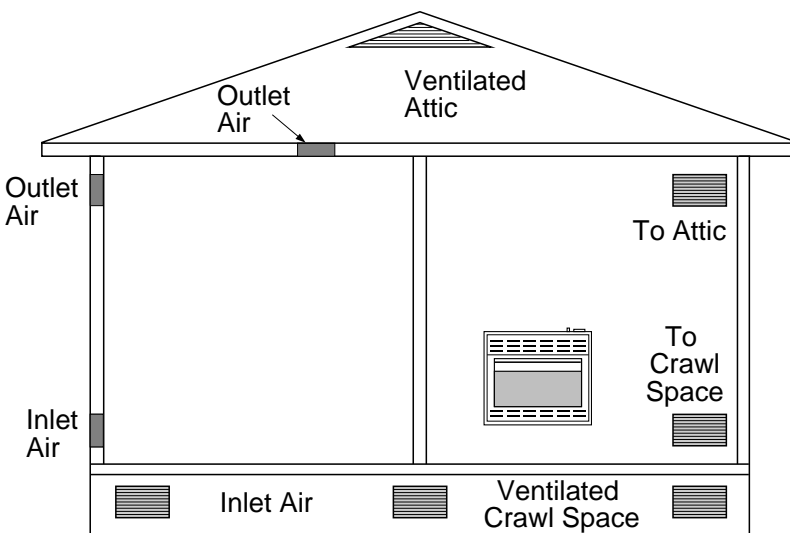 Ventilated
Attic
Outlet
Air
Outlet
Air
To Attic
To
Crawl
Space
Inlet
Air
Inlet Air
Ventilated
Crawl Space